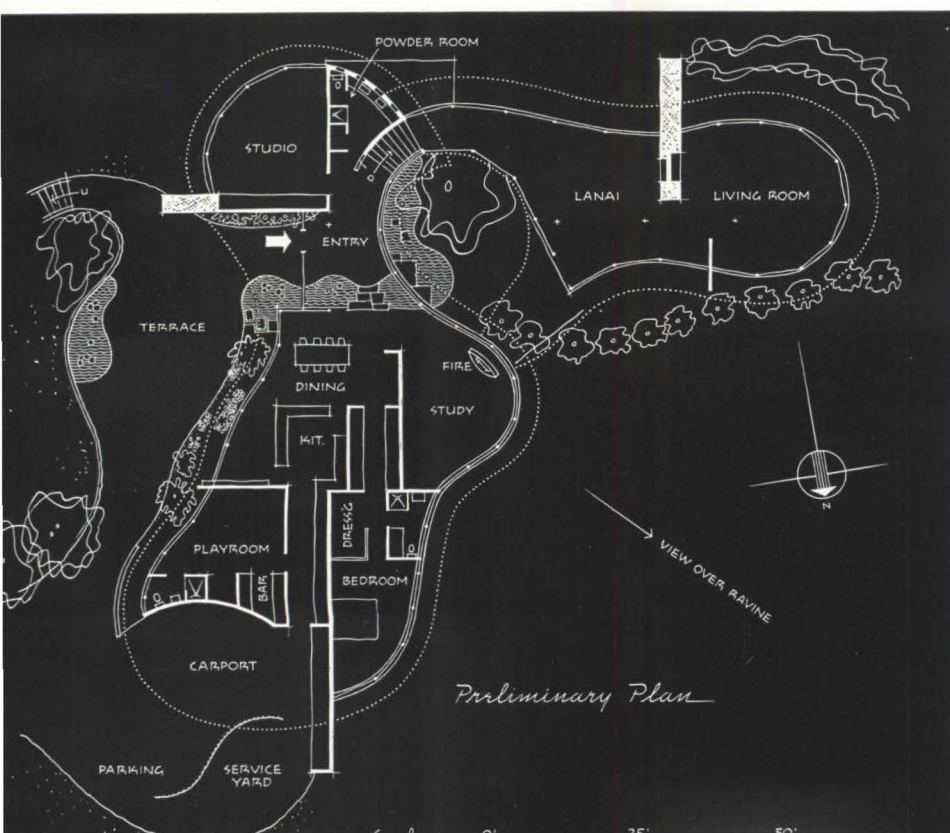 POWDER ROOM
STUDIO
LANAI
LIVING ROOM
U
D
ENTRY
TERRACE
FIRE
DINING
STUDY
KIT.
N
DRESS'G
VIEW OVER RAVINE
PLAYROOM
BAR
BEDROOM
CARPORT
Preliminary Plan
PARKING
SERVICE
YARD
0' 25' 50'